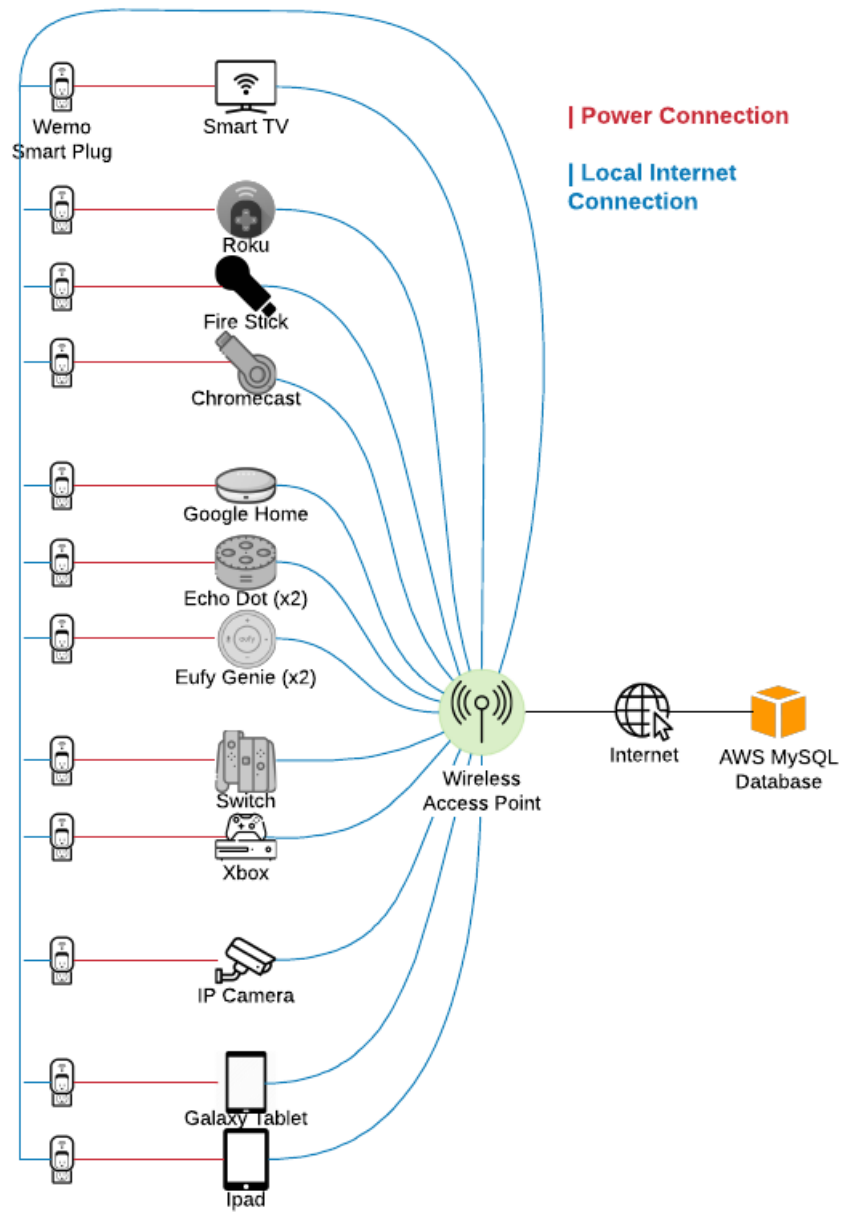 Wemo
Smart Plug
Smart TV
| Power Connection
| Local Internet
Connection
Roku
Fire Stick
Chromecast
Google Home
Echo Dot (x2)
eufy
Eufy Genie (x2)
Switch
Xbox
Wireless
Access Point
Internet
AWS MySQL
Database
IP Camera
Galaxy Tablet
Ipad